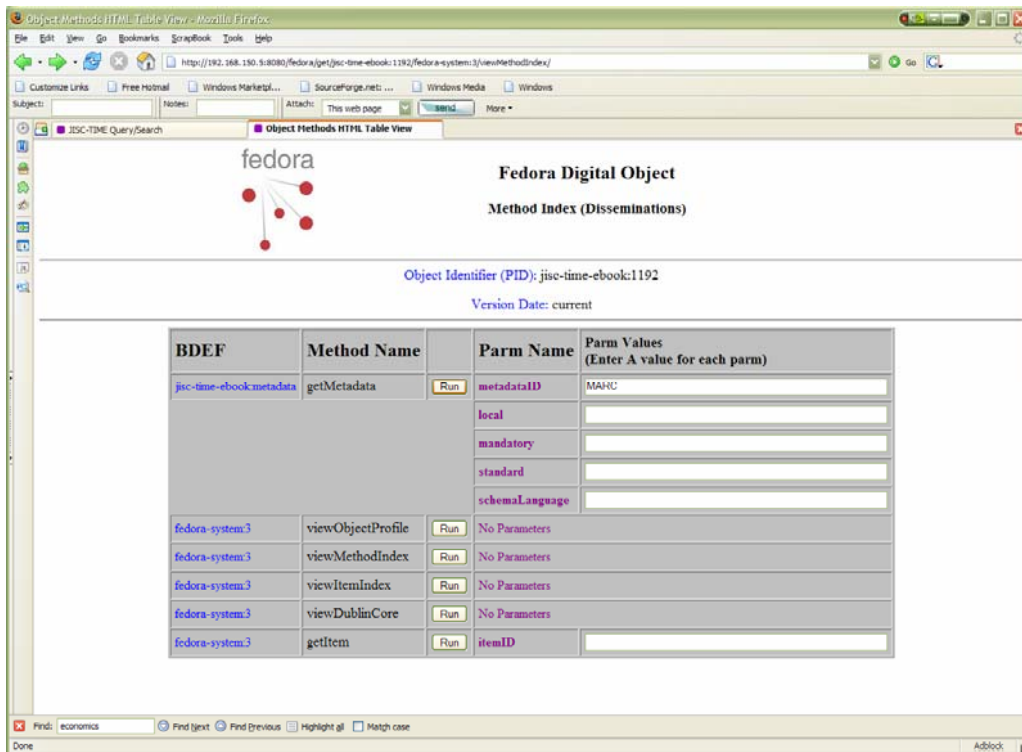 Object Methods HTML Table View - Mozilla Firefox
File Edit View Go Bookmarks ScrapBook Tools Help
http://192.168.150.5:8080/fedora/get/jisc-time-ebook:1192/fedora-system:3/viewMethodIndex/ Go
Customize Links Free Hotmail Windows Marketpl... SourceForge.net: ... Windows Media Windows
Subject: Notes: Attach: This web page send More
JISC-TIME Query/Search Object Methods HTML Table View
fedora
Fedora Digital Object
Method Index (Disseminations)
Object Identifier (PID): jisc-time-ebook:1192
Version Date: current
BDEF Method Name Parm Name Parm Values
(Enter A value for each parm)
jisc-time-ebook:metadata getMetadata Run metadataID MARC
local
mandatory
standard
schemaLanguage
fedora-system:3 viewObjectProfile Run No Parameters
fedora-system:3 viewMethodIndex Run No Parameters
fedora-system:3 viewItemIndex Run No Parameters
fedora-system:3 viewDublinCore Run No Parameters
fedora-system:3 getItem Run itemID
Find: economics Find Next Find Previous Highlight all Match case
Done Adblock